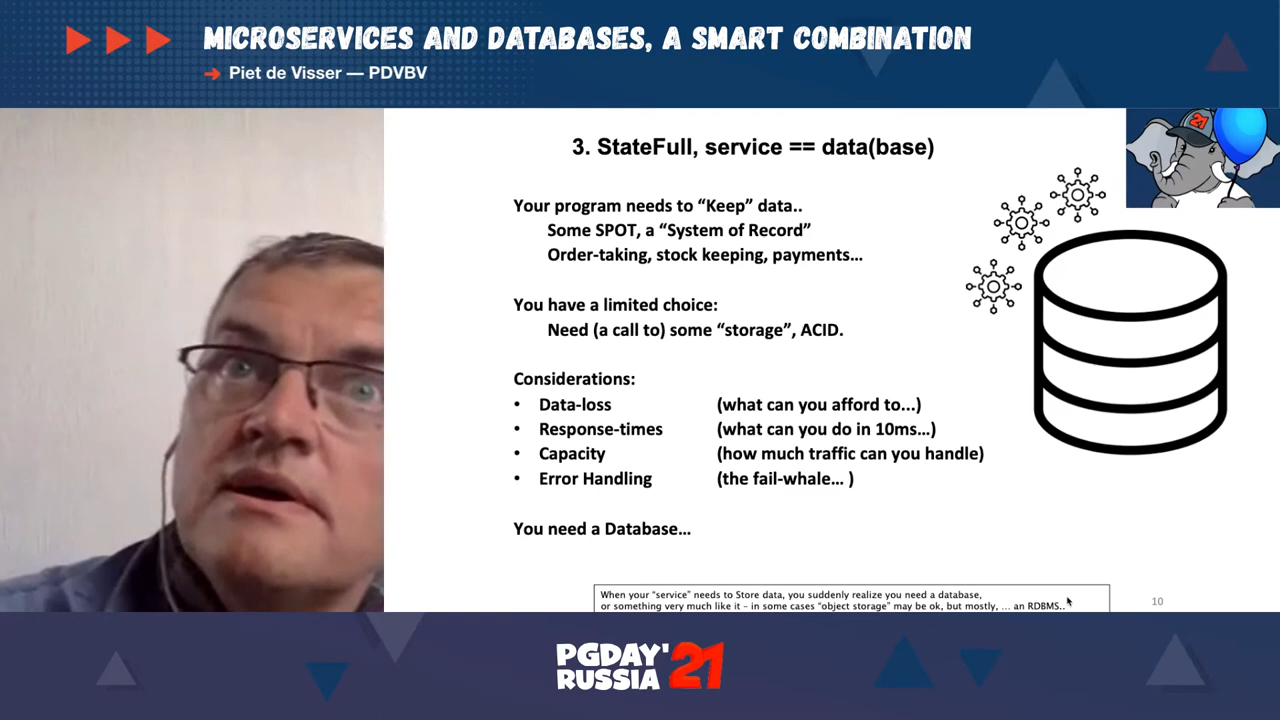 MICROSERVICES AND DATABASES, A SMART COMBINATION
Piet de Visser — PDVBV
21
3. StateFull, service == data(base)
Your program needs to “Keep” data..
Some SPOT, a “System of Record”
Order-taking, stock keeping, payments…
You have a limited choice:
Need (a call to) some “storage”, ACID.
Considerations:
• Data-loss (what can you afford to...)
• Response-times (what can you do in 10ms…)
• Capacity (how much traffic can you handle)
• Error Handling (the fail-whale… )
You need a Database…
When your “service” needs to Store data, you suddenly realize you need a database,
or something very much like it – in some cases “object storage” may be ok, but mostly, … an RDBMS..
10
PGDAY'21
RUSSIA